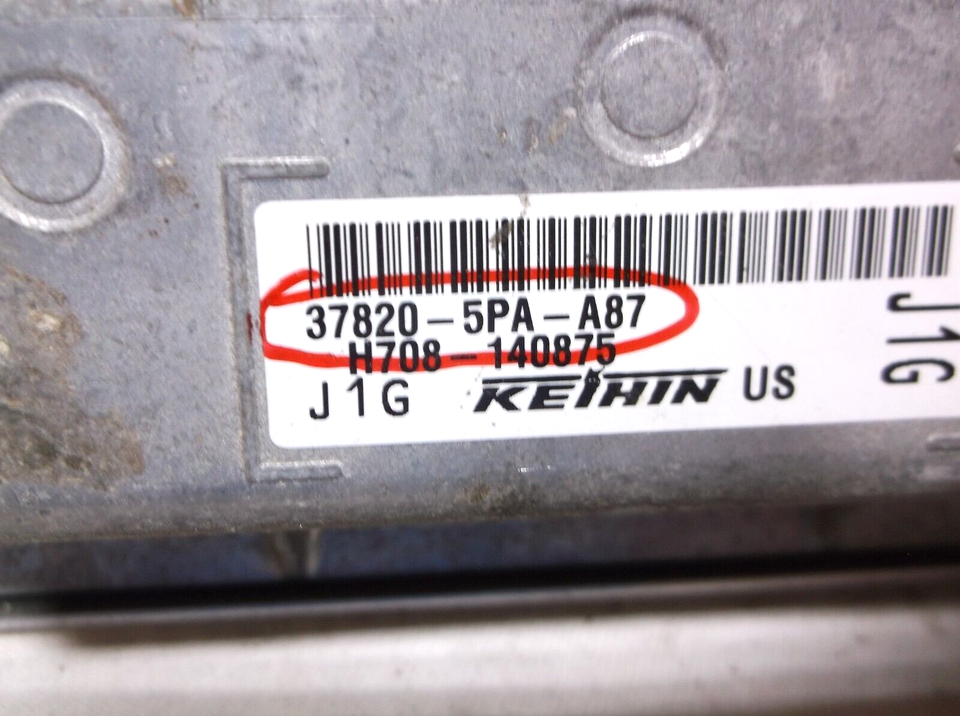 37820-5PA-A87
H708-140875
J1G KEIHIN US
J1G